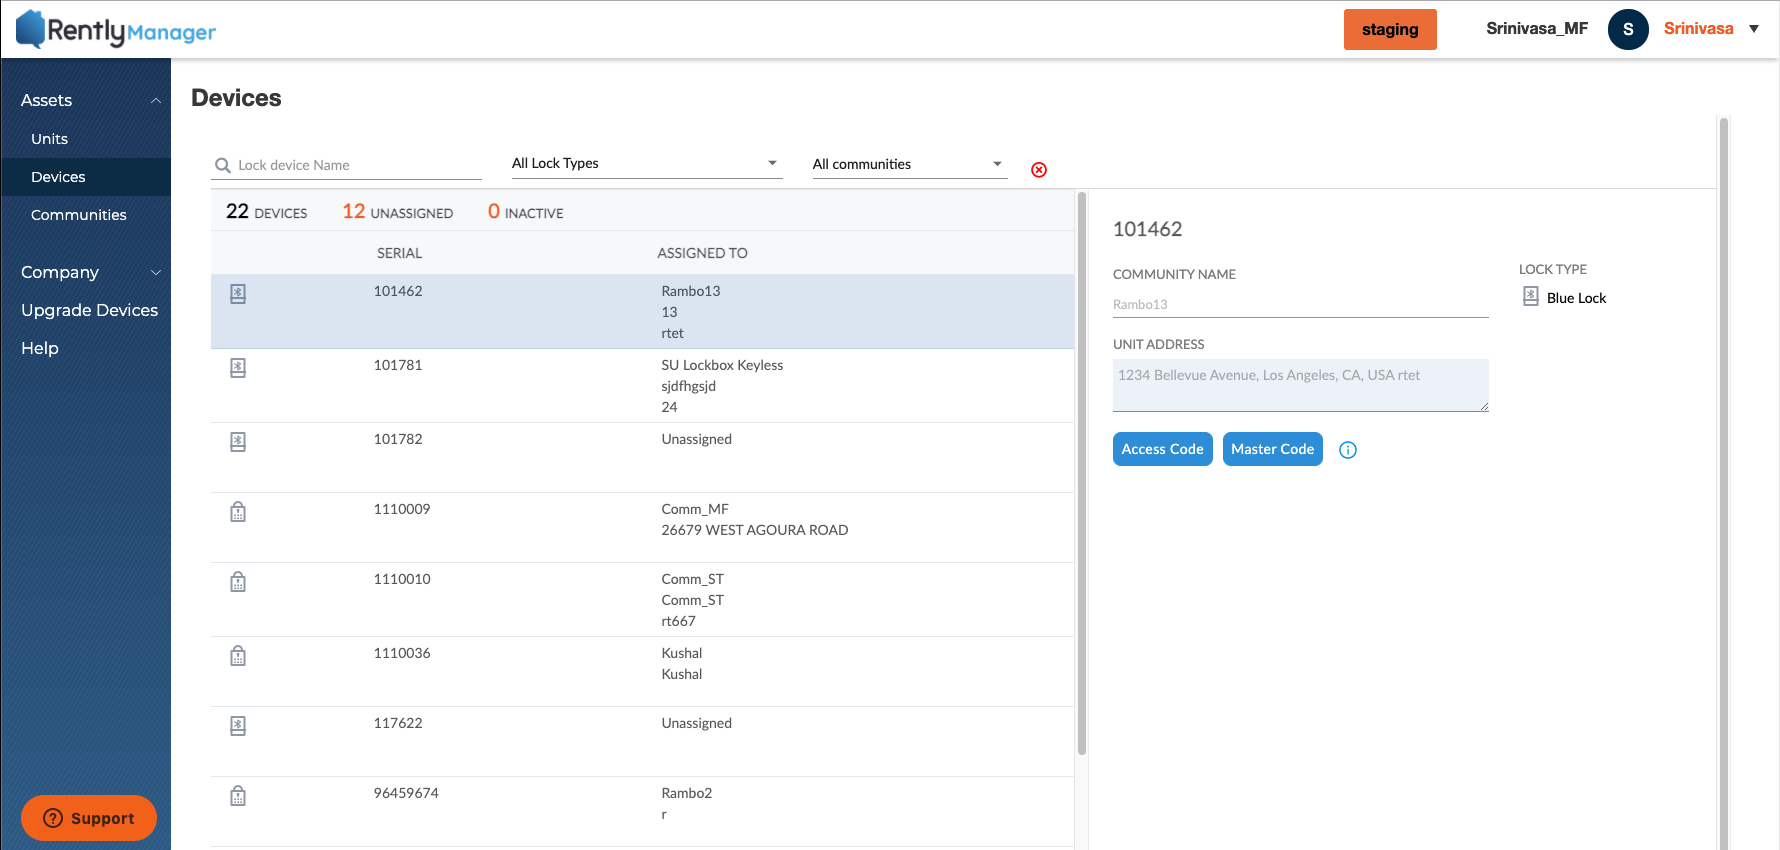 RentlyManager
staging
Srinivasa_MF
S
Srinivasa
Assets
Units
Devices
Communities
Company
Upgrade Devices
Help
Support
Devices
Lock device Name
All Lock Types
All communities
22 DEVICES 12 UNASSIGNED 0 INACTIVE
SERIAL ASSIGNED TO
101462 Rambo13
13
rtet
101781 SU Lockbox Keyless
sjdfhgsjd
24
101782 Unassigned
1110009 Comm_MF
26679 WEST AGOURA ROAD
1110010 Comm_ST
Comm_ST
rt667
1110036 Kushal
Kushal
117622 Unassigned
96459674 Rambo2
r
101462
COMMUNITY NAME
Rambo13
LOCK TYPE
Blue Lock
UNIT ADDRESS
1234 Bellevue Avenue, Los Angeles, CA, USA rtet
Access Code
Master Code